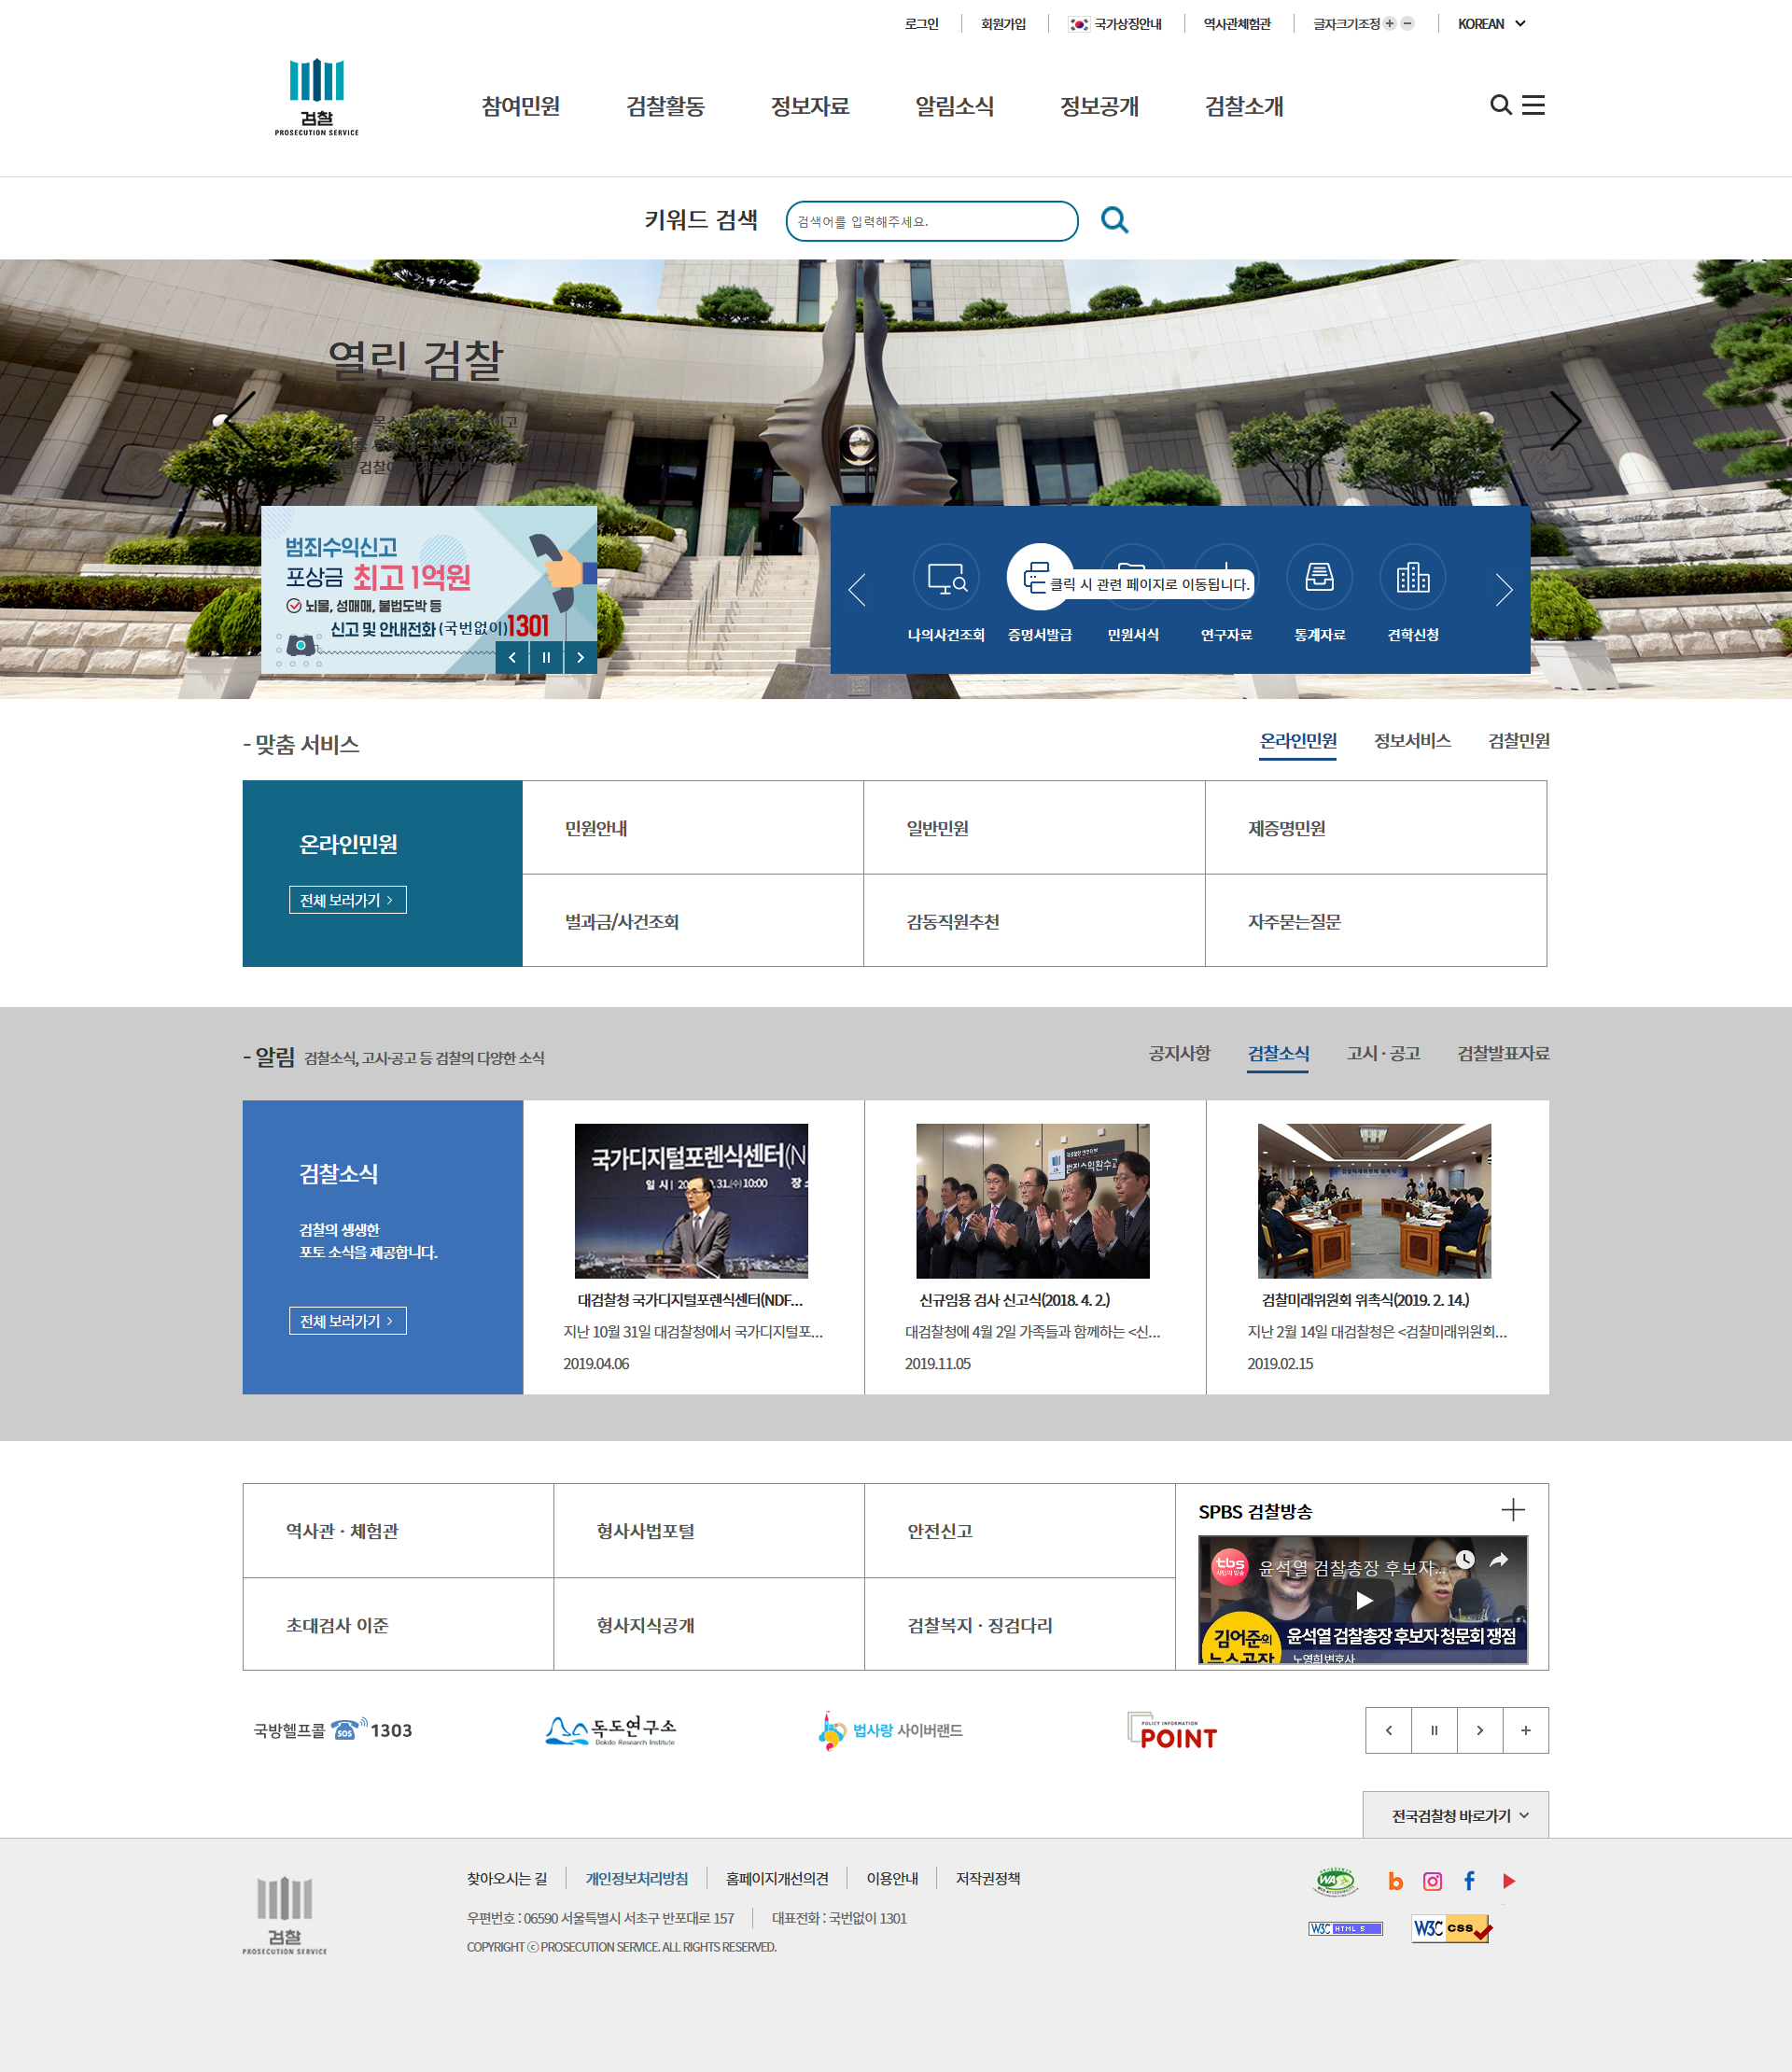 로그인
회원가입
국가상징안내
역사관체험관
글자크기조정
KOREAN
검찰
PROSECUTION SERVICE
참여민원
검찰활동
정보자료
알림소식
정보공개
검찰소개
키워드 검색
검색어를 입력해주세요.
열린 검찰
범죄수익신고
포상금 최고 1억원
뇌물, 성매매, 불법도박 등
신고 및 안내전화 (국번없이)1301
클릭 시 관련 페이지로 이동됩니다.
나의사건조회
증명서발급
민원서식
연구자료
통계자료
견학신청
- 맞춤 서비스
온라인민원
정보서비스
검찰민원
온라인민원
전체 보러가기
민원안내
일반민원
제증명민원
벌과금/사건조회
감동직원추천
자주묻는질문
- 알림 검찰소식, 고시·공고 등 검찰의 다양한 소식
공지사항
검찰소식
고시 · 공고
검찰발표자료
검찰소식
검찰의 생생한
포토 소식을 제공합니다.
전체 보러가기
국가디지털포렌식센터(N
대검찰청 국가디지털포렌식센터(NDF...
지난 10월 31일 대검찰청에서 국가디지털포...
2019.04.06
신규임용 검사 신고식(2018. 4. 2.)
대검찰청에 4월 2일 가족들과 함께하는 <신...
2019.11.05
검찰미래위원회 위촉식(2019. 2. 14.)
지난 2월 14일 대검찰청은 <검찰미래위원회...
2019.02.15
역사관 · 체험관
형사사법포털
안전신고
초대검사 이준
형사지식공개
검찰복지 · 징검다리
SPBS 검찰방송
tbs
윤석열 검찰총장 후보자...
김어준의
뉴스공장
윤석열 검찰총장 후보자 청문회 쟁점
노영희 변호사
국방헬프콜 SOS 1303
독도연구소
Dokdo Research Institute
법사랑 사이버랜드
POLICY INFORMATION
POINT
전국검찰청 바로가기
검찰
PROSECUTION SERVICE
찾아오시는 길
개인정보처리방침
홈페이지개선의견
이용안내
저작권정책
우편번호 : 06590 서울특별시 서초구 반포대로 157
대표전화 : 국번없이 1301
COPYRIGHT ⓒ PROSECUTION SERVICE. ALL RIGHTS RESERVED.
WA
W3C HTML 5
W3C CSS